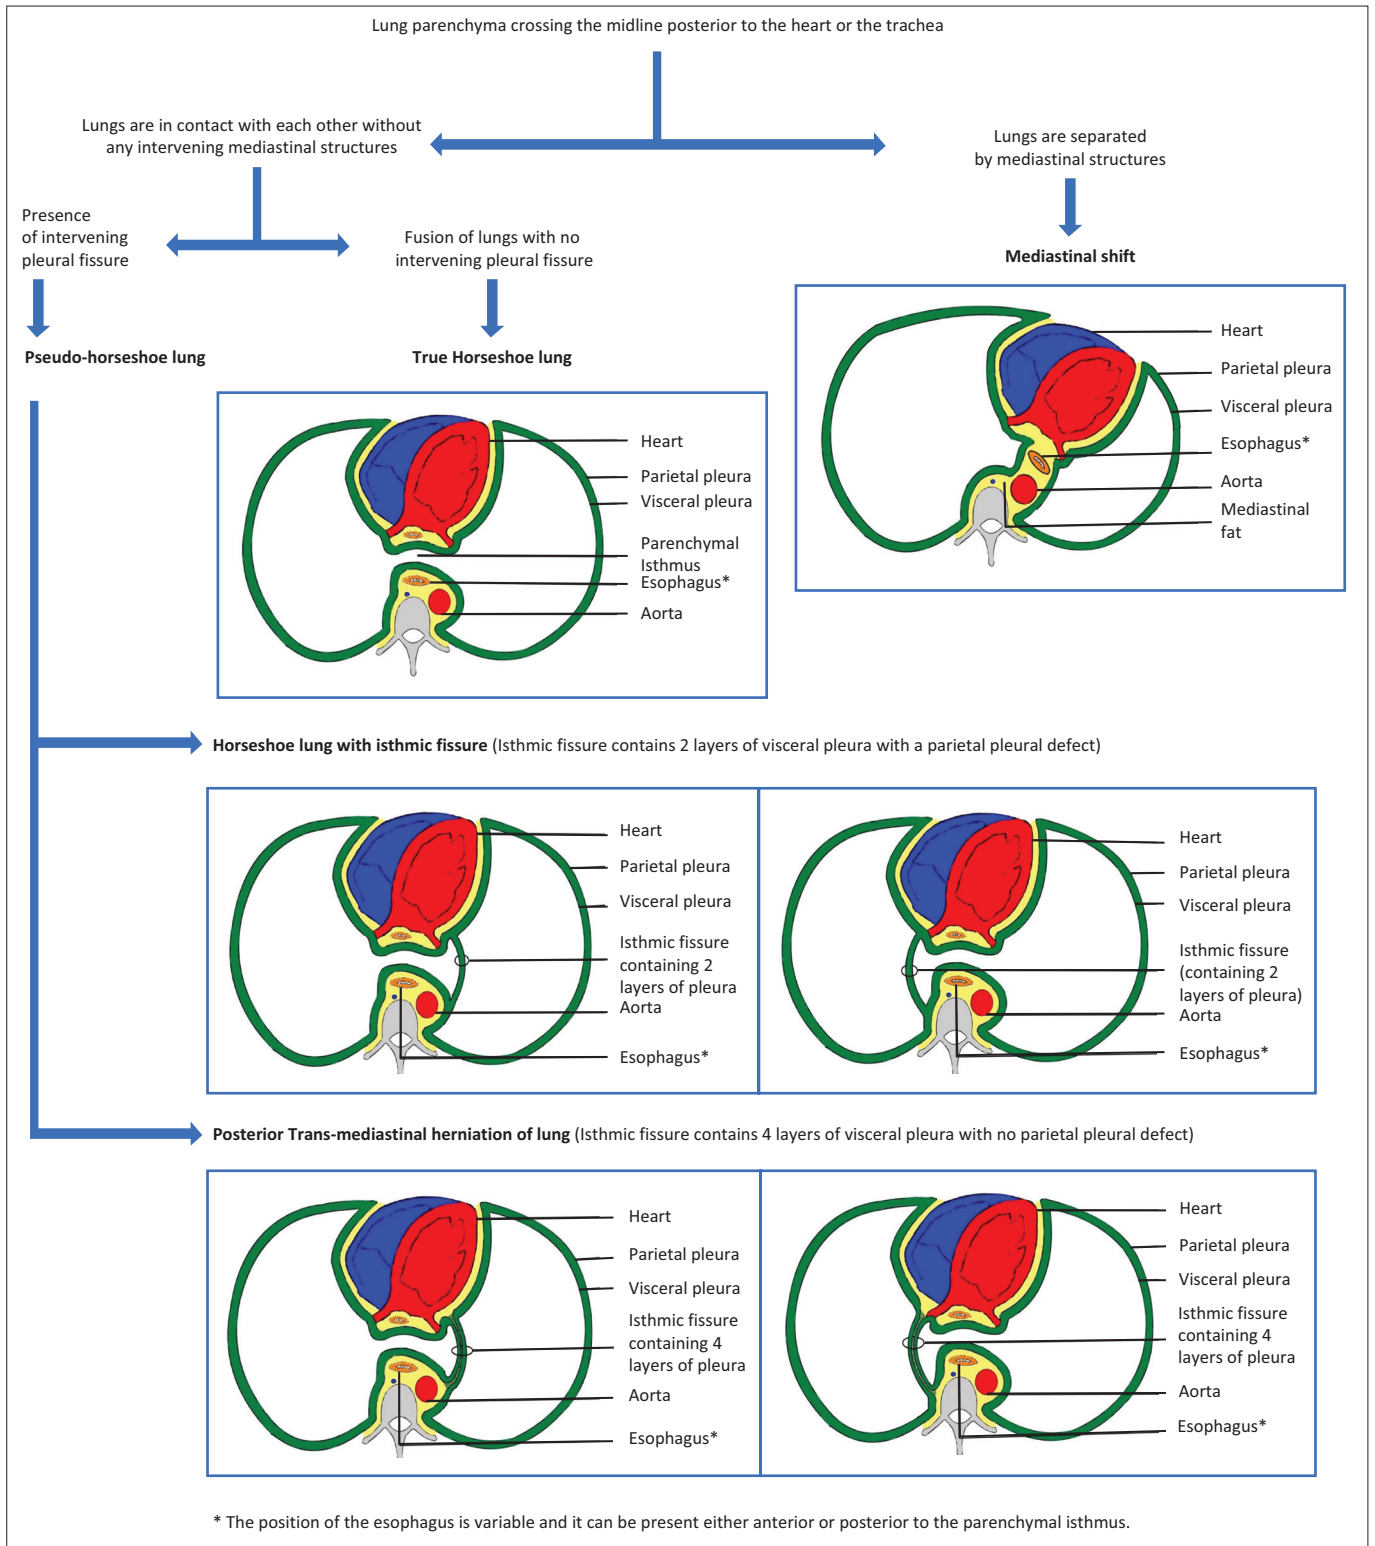 Lung parenchyma crossing the midline posterior to the heart or the trachea
Lungs are in contact with each other without
any intervening mediastinal structures
Lungs are separated
by mediastinal structures
Presence
of intervening
pleural fissure
Fusion of lungs with no
intervening pleural fissure
Mediastinal shift
Pseudo-horseshoe lung
True Horseshoe lung
Heart
Parietal pleura
Visceral pleura
Esophagus*
Aorta
Mediastinal
fat
Heart
Parietal pleura
Visceral pleura
Parenchymal
Isthmus
Esophagus*
Aorta
Horseshoe lung with isthmic fissure (Isthmic fissure contains 2 layers of visceral pleura with a parietal pleural defect)
Heart
Parietal pleura
Visceral pleura
Isthmic fissure
containing 2
layers of pleura
Aorta
Esophagus*
Heart
Parietal pleura
Visceral pleura
Isthmic fissure
(containing 2
layers of pleura)
Aorta
Esophagus*
Posterior Trans-mediastinal herniation of lung (Isthmic fissure contains 4 layers of visceral pleura with no parietal pleural defect)
Heart
Parietal pleura
Visceral pleura
Isthmic fissure
containing 4
layers of pleura
Aorta
Esophagus*
Heart
Parietal pleura
Visceral pleura
Isthmic fissure
containing 4
layers of pleura
Aorta
Esophagus*
* The position of the esophagus is variable and it can be present either anterior or posterior to the parenchymal isthmus.